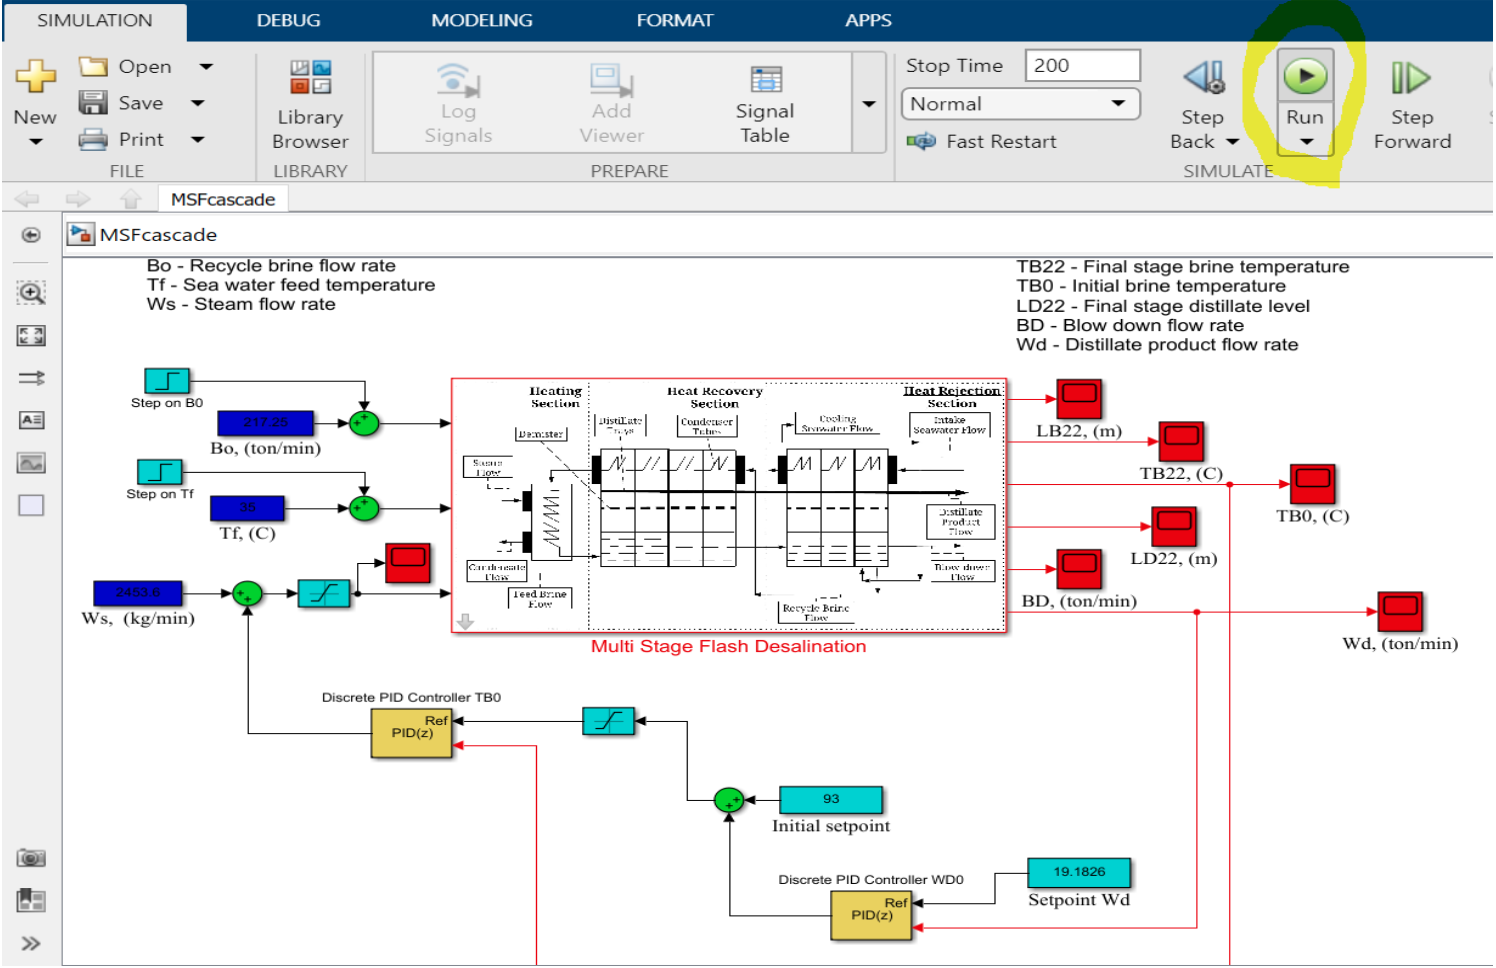 SIMULATION DEBUG MODELING FORMAT APPS
New
Open
Save
Print
FILE
Library
Browser
LIBRARY
Log
Signals
Add
Viewer
Signal
Table
PREPARE
Stop Time 200
Normal
Fast Restart
Step
Back
Run
Step
Forward
SIMULATE
MSFcascade
MSFcascade
Bo - Recycle brine flow rate
Tf - Sea water feed temperature
Ws - Steam flow rate
TB22 - Final stage brine temperature
TB0 - Initial brine temperature
LD22 - Final stage distillate level
BD - Blow down flow rate
Wd - Distillate product flow rate
Step on B0
217.25
Bo, (ton/min)
Step on Tf
35
Tf, (C)
2453.6
Ws, (kg/min)
Heating
Section
Heat Recovery
Section
Heat Rejection
Section
Demister
Distillate
Trays
Condenser
Tubes
Cooling
Seawater Flow
Intake
Seawater Flow
Steam
Flow
Condensate
Flow
Feed Brine
Flow
Distillate
Product
Flow
Blow down
Flow
Recycle Brine
Flow
Multi Stage Flash Desalination
LB22, (m)
TB22, (C)
TB0, (C)
LD22, (m)
BD, (ton/min)
Wd, (ton/min)
Discrete PID Controller TB0
Ref
PID(z)
93
Initial setpoint
Discrete PID Controller WD0
Ref
PID(z)
19.1826
Setpoint Wd